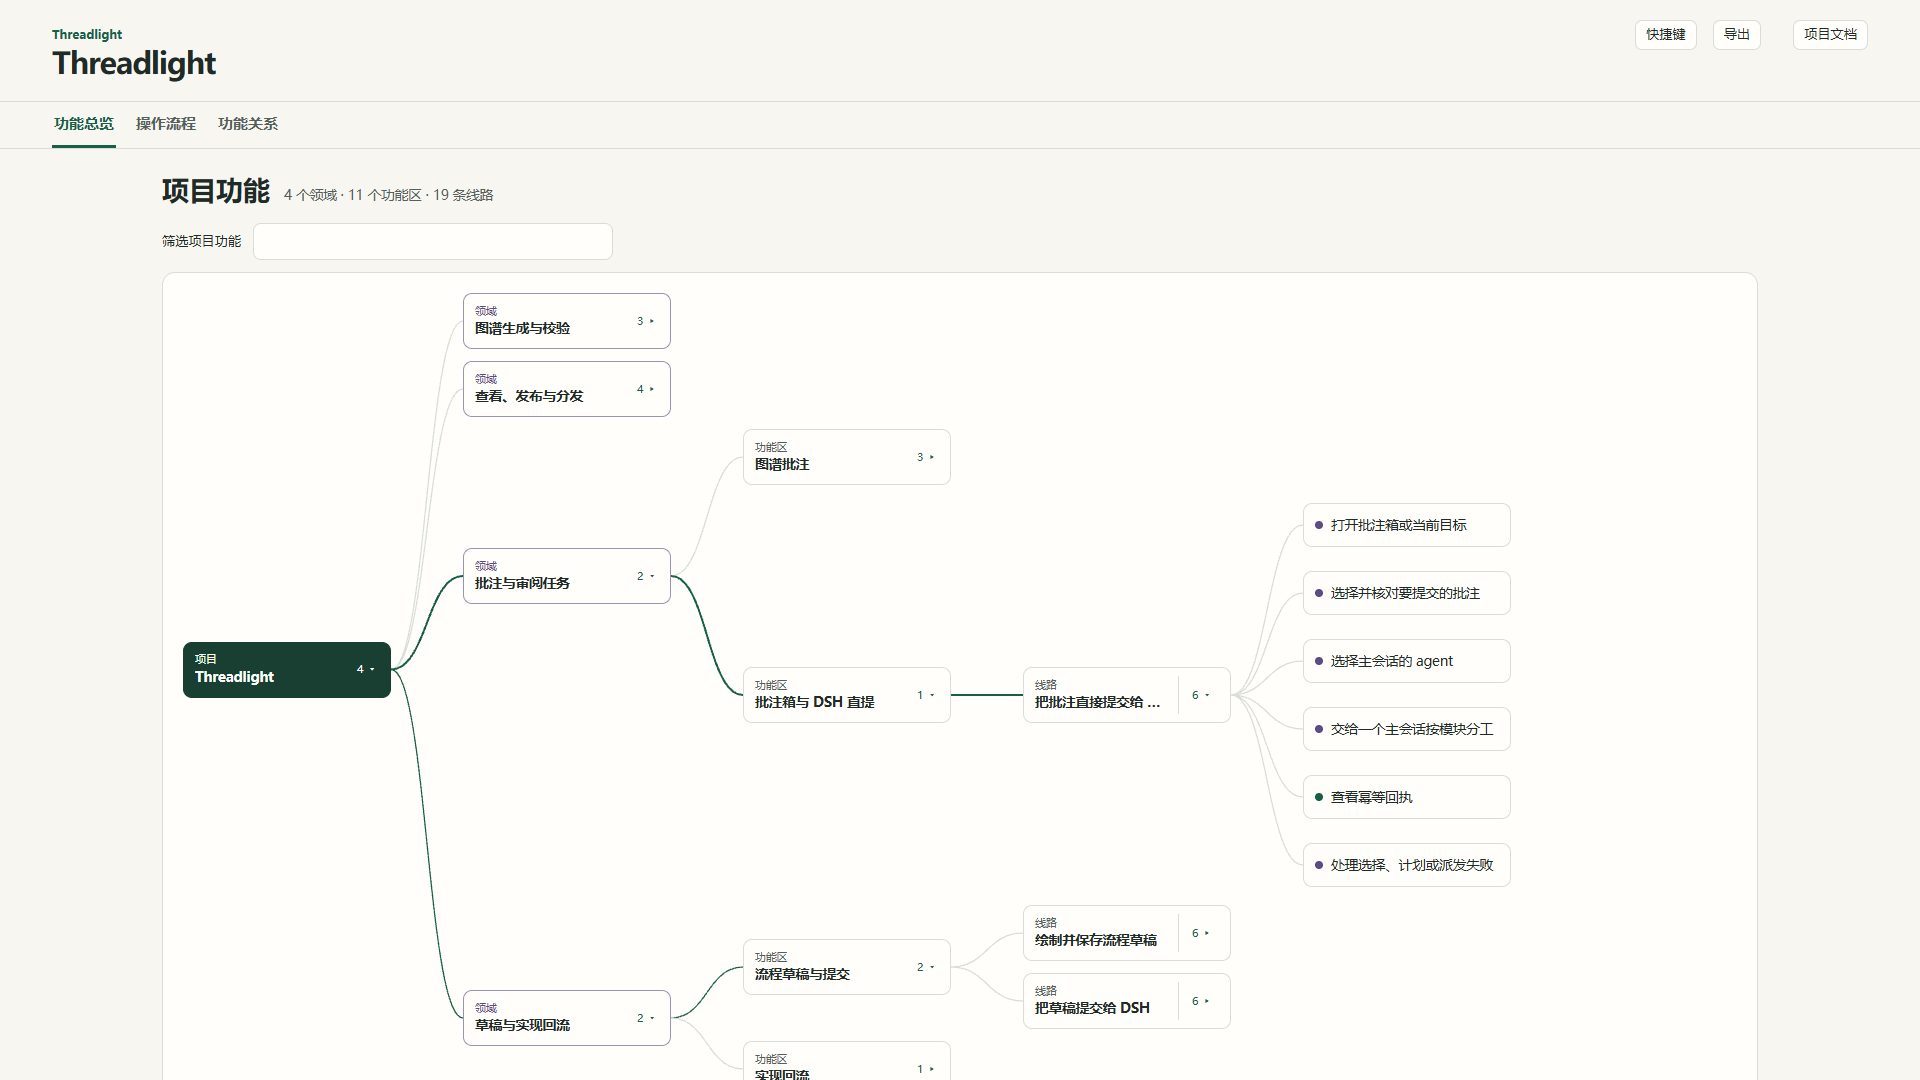 Threadlight
Threadlight
快捷键
导出
项目文档
功能总览
操作流程
功能关系
项目功能
4 个领域 · 11 个功能区 · 19 条线路
筛选项目功能
领域
图谱生成与校验
3
领域
查看、发布与分发
4
功能区
图谱批注
3
打开批注箱或当前目标
领域
批注与审阅任务
2
选择并核对要提交的批注
项目
Threadlight
4
选择主会话的 agent
功能区
批注箱与 DSH 直提
1
线路
把批注直接提交给 ...
6
交给一个主会话按模块分工
查看幂等回执
处理选择、计划或派发失败
线路
绘制并保存流程草稿
6
功能区
流程草稿与提交
2
线路
把草稿提交给 DSH
6
领域
草稿与实现回流
2
功能区
实现回流
1